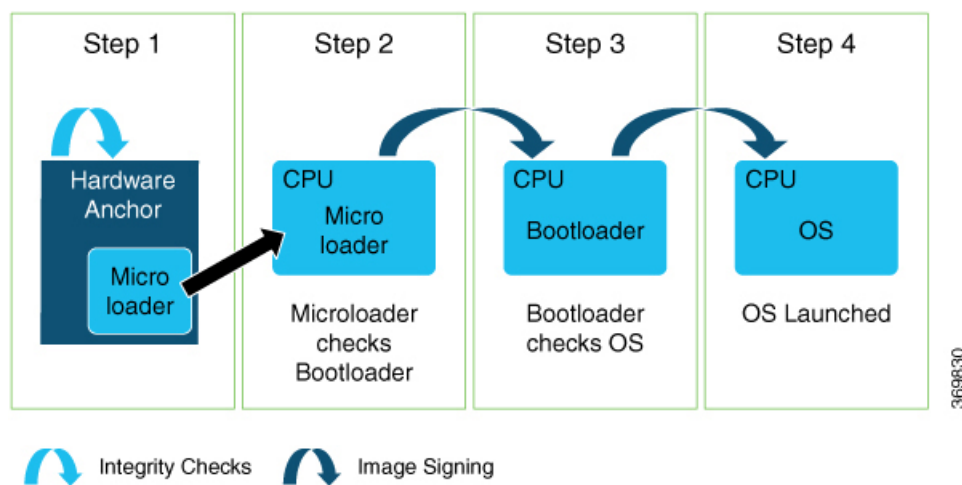 Step 1
Step 2
Step 3
Step 4
Hardware
Anchor
Micro
loader
CPU
Micro
loader
CPU
Bootloader
CPU
OS
Microloader
checks
Bootloader
Bootloader
checks OS
OS Launched
369830
Integrity Checks
Image Signing